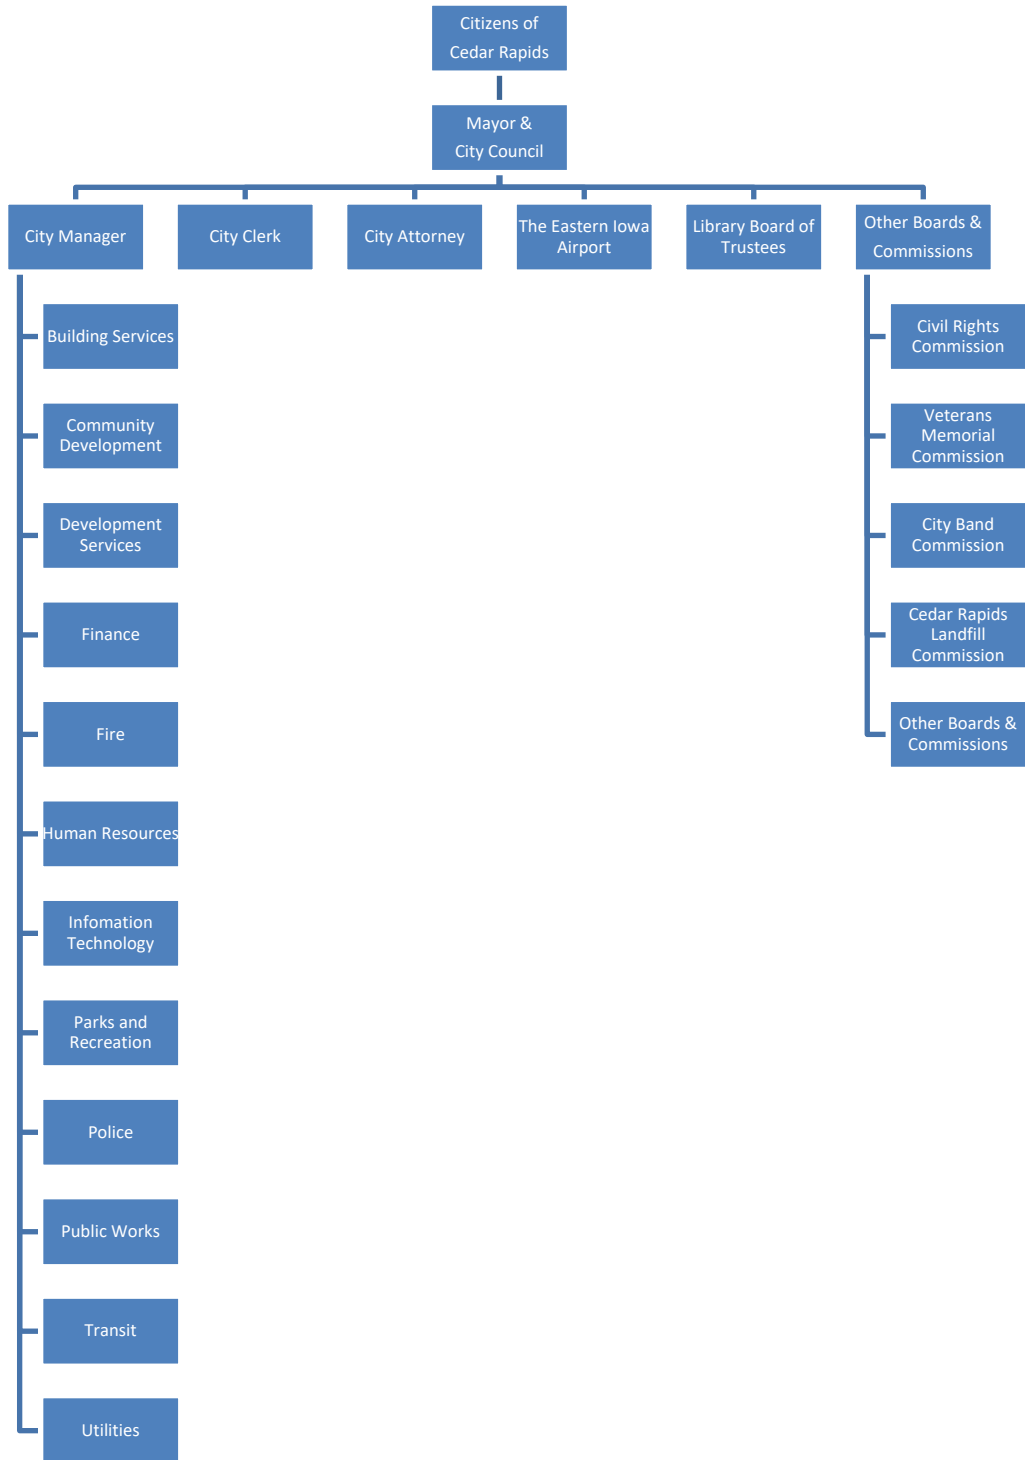 Citizens of
Cedar Rapids
Mayor &
City Council
City Manager
City Clerk
City Attorney
The Eastern Iowa
Airport
Library Board of
Trustees
Other Boards &
Commissions
Building Services
Community
Development
Development
Services
Finance
Fire
Human Resources
Infomation
Technology
Parks and
Recreation
Police
Public Works
Transit
Utilities
Civil Rights
Commission
Veterans
Memorial
Commission
City Band
Commission
Cedar Rapids
Landfill
Commission
Other Boards &
Commissions